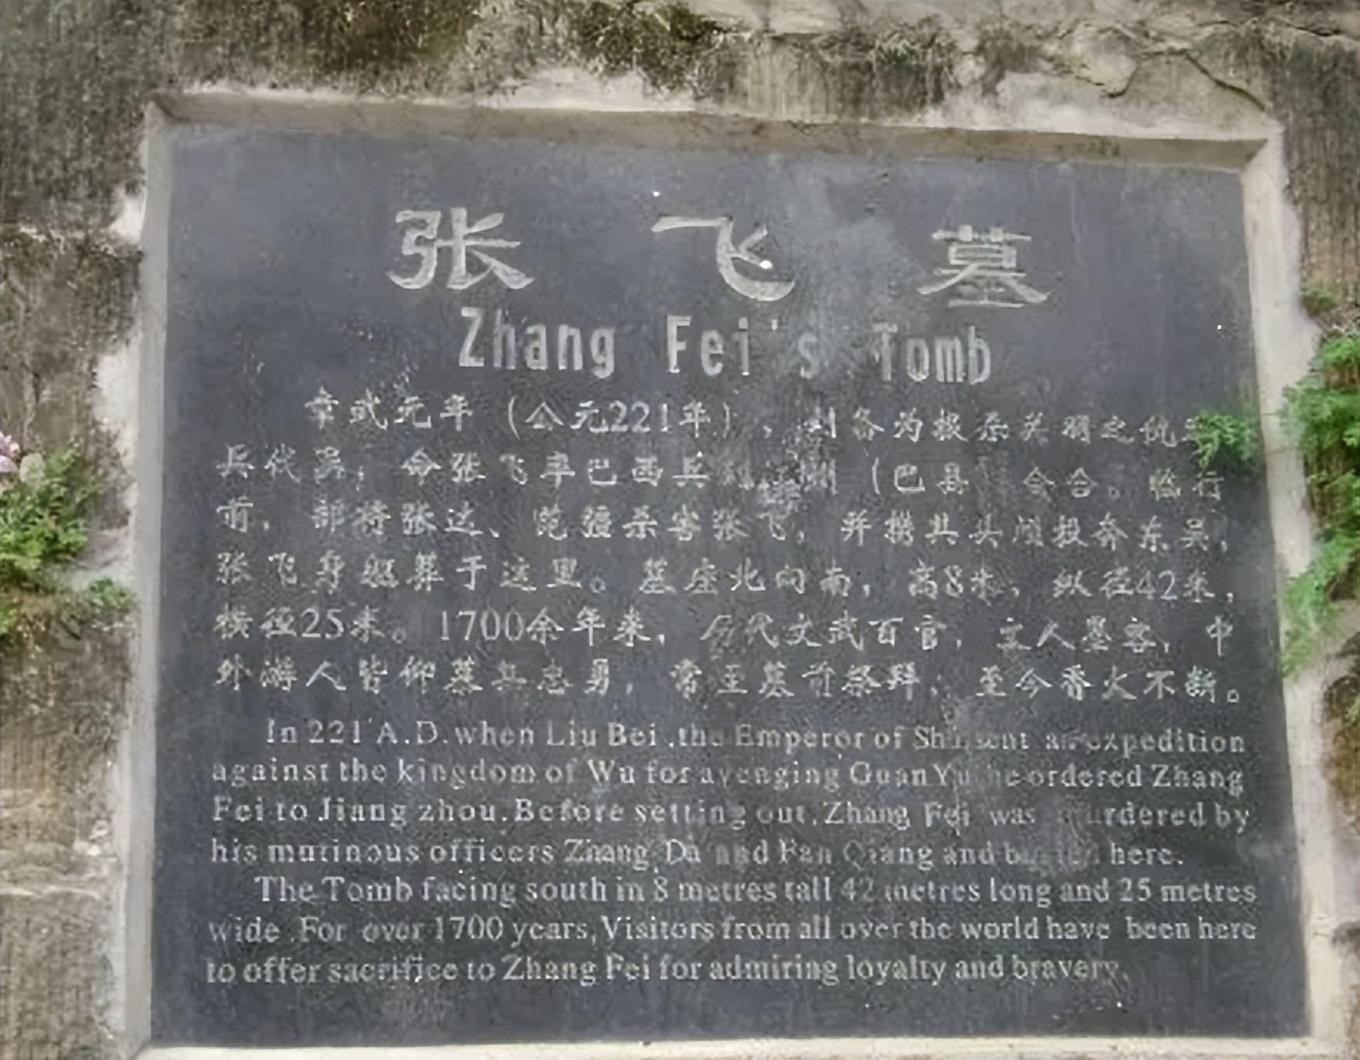 张飞墓
Zhang Fei's Tomb
章武元年（公元221年），刘备为报杀关羽之仇
兵伐吴，命张飞率巴西兵 州（巴县）会合。临行
前，部将张达、范疆杀害张飞，并携其头颅投奔东吴，
张飞身躯葬于这里。墓座北向南，高8米，纵径42米，
横径25米。1700余年来，历代文武百官，文人墨客，中
外游人皆仰慕其忠勇，常至墓前祭拜，至今香火不断。
In 221 A.D. when Liu Bei ,the Emperor of Shu sent an expedition
against the kingdom of Wu for avenging Guan Yu he ordered Zhang
Fei to Jiang zhou. Before setting out, Zhang Fei was murdered by
his mutinous officers Zhang Da and Fan Qiang and buried here.
The Tomb facing south in 8 metres tall 42 metres long and 25 metres
wide .For over 1700 years, Visitors from all over the world have been here
to offer sacrifice to Zhang Fei for admiring loyalty and bravery.